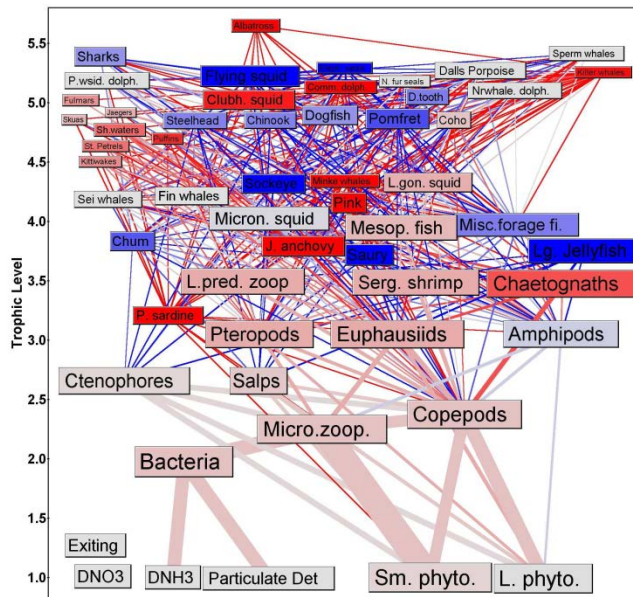 Albatross
5.5
Sharks
Sperm whales
P.wsid. dolph.
Flying squid
Dalls Porpoise
Killer whales
Comm. dolph.
N. fur seals
Nrwhale. dolph.
5.0
Fulmars
Clubh. squid
D.tooth
Jaegers
Skuas
Steelhead
Chinook
Dogfish
Pomfret
Coho
Sh.waters
Puffins
St. Petrels
4.5
Kittiwakes
Sockeye
Minke whales
L.gon. squid
Sei whales
Fin whales
Pink
4.0
Micron. squid
Mesop. fish
Misc.forage fi.
Chum
J. anchovy
Saury
Lg. Jellyfish
3.5
L.pred. zoop
Serg. shrimp
Chaetognaths
Trophic Level
P. sardine
3.0
Pteropods
Euphausiids
Amphipods
Ctenophores
Salps
2.5
Micro.zoop.
Copepods
2.0
Bacteria
1.5
Exiting
1.0
DNO3
DNH3
Particulate Det
Sm. phyto.
L. phyto.